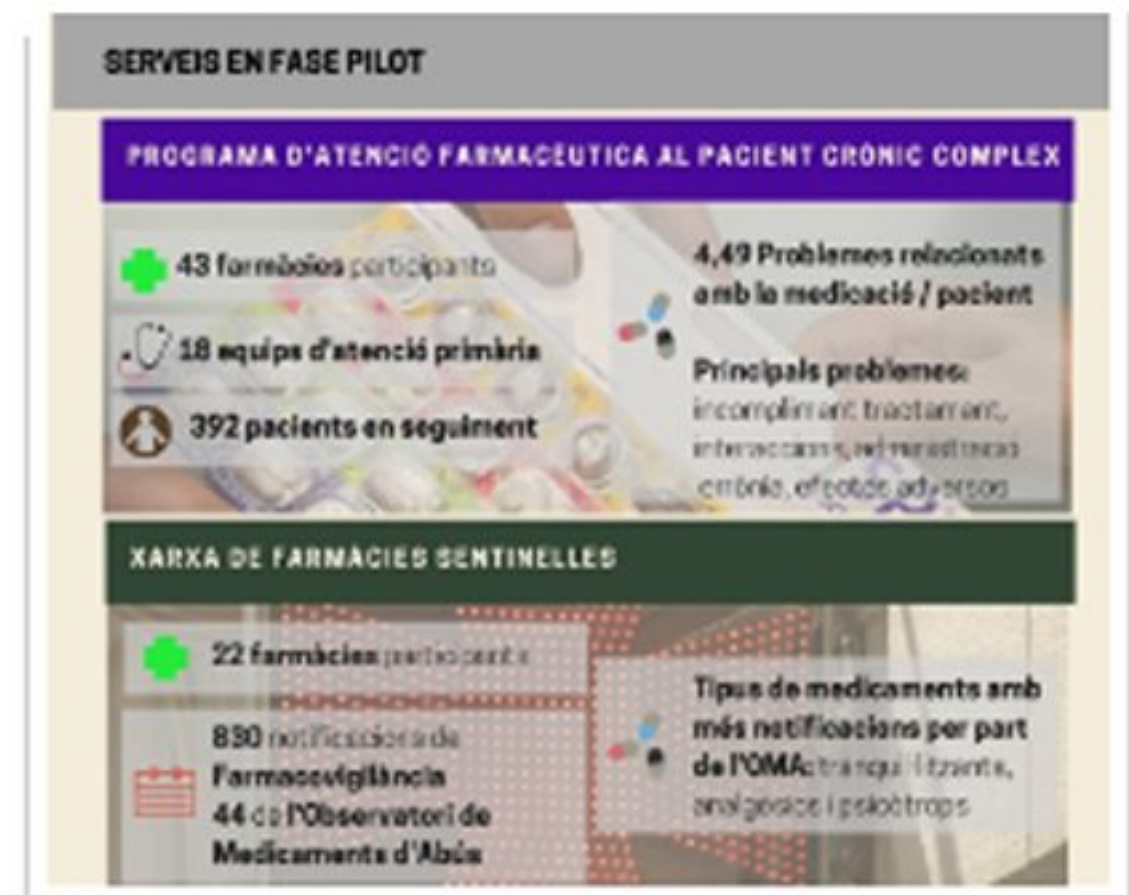 SERVEIS EN FASE PILOT
PROGRAMA D'ATENCIÓ FARMACÈUTICA AL PACIENT CRÒNIC COMPLEX
43 farmàcies participants
18 equips d'atenció primària
392 pacients en seguiment
4,49 Problemes relacionats
amb la medicació / pacient
Principals problemes:
incompliment tractament,
interaccions, administració
errònia, efectes adversos
XARXA DE FARMÀCIES SENTINELLES
22 farmàcies participants
830 notificacions de
Farmacovigilància
44 de l'Observatori de
Medicaments d'Abús
Tipus de medicaments amb
més notificacions per part
de l'OMA: tranquil·litzants,
analgèsics i psicòtrops